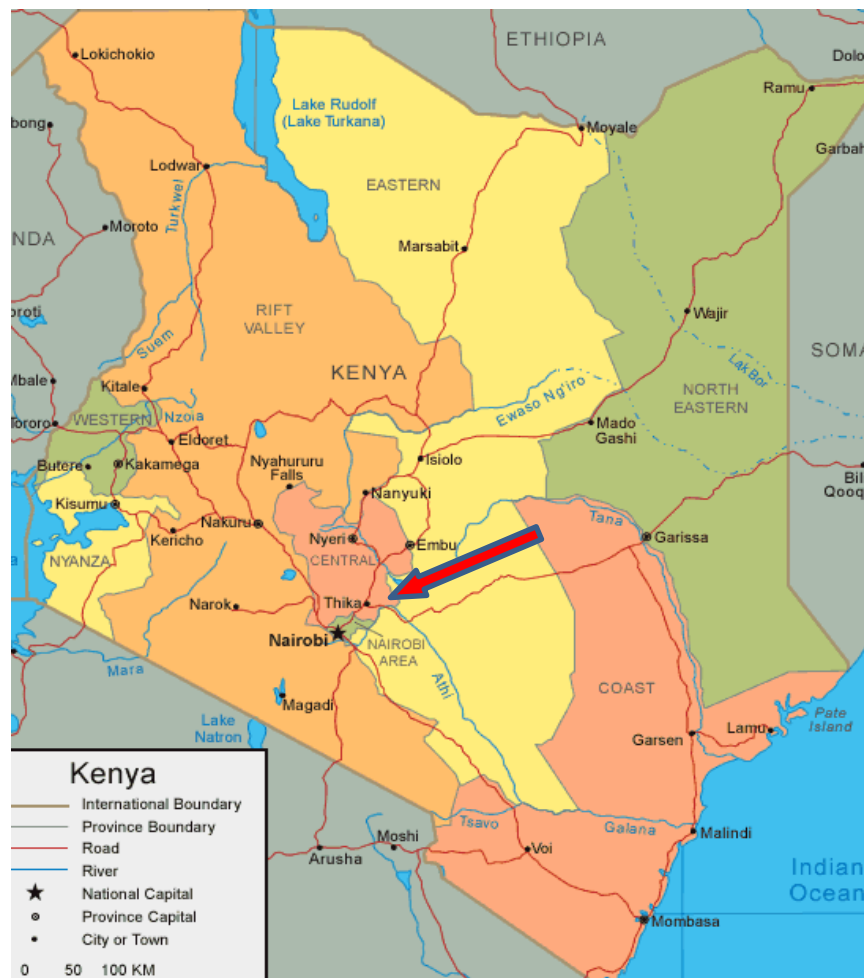 ETHIOPIA
Lokichokio
Dolo
Ramu
Lake Rudolf
(Lake Turkana)
bong
Moyale
Garbah
Lodwar
EASTERN
Turkwel
Moroto
NDA
Marsabit
RIFT
VALLEY
oroti
Wajir
Suam
SOMA
KENYA
Lak Bor
Mbale
Kitale
NORTH
EASTERN
WESTERN
Nzoia
Ewaso Ng'iro
Tororo
Mado
Gashi
Eldoret
Butere
Kakamega
Nyahururu
Falls
Isiolo
Bil
Qooq
Kisumu
Nanyuki
Nakuru
Tana
Kericho
Nyeri
Embu
Garissa
NYANZA
CENTRAL
Narok
Thika
Nairobi
NAIROBI
AREA
Mara
Athi
COAST
Magadi
Pate
Island
Lake
Natron
Lamu
Garsen
Kenya
International Boundary
Province Boundary
Road
River
National Capital
Province Capital
City or Town
0 50 100 KM
Tsavo
Galana
Malindi
Arusha
Moshi
Voi
Indian
Ocean
Mombasa